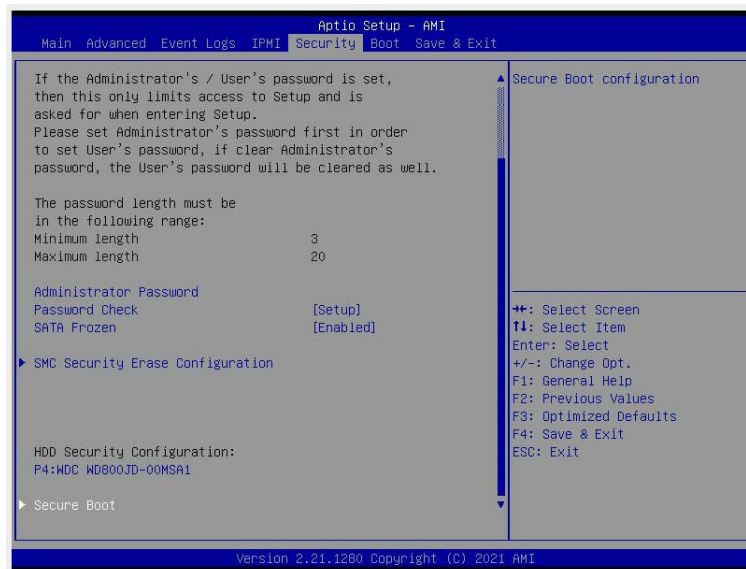 Aptio Setup - AMI
Main Advanced Event Logs IPMI Security Boot Save & Exit
If the Administrator's / User's password is set,
then this only limits access to Setup and is
asked for when entering Setup.
Please set Administrator's password first in order
to set User's password, if clear Administrator's
password, the User's password will be cleared as well.
The password length must be
in the following range:
Minimum length 3
Maximum length 20
Administrator Password
Password Check [Setup]
SATA Frozen [Enabled]
SMC Security Erase Configuration
HDD Security Configuration:
P4:WDC WD800JD-00MSA1
Secure Boot
Secure Boot configuration
→←: Select Screen
↑↓: Select Item
Enter: Select
+/-: Change Opt.
F1: General Help
F2: Previous Values
F3: Optimized Defaults
F4: Save & Exit
ESC: Exit
Version 2.21.1280 Copyright (C) 2021 AMI